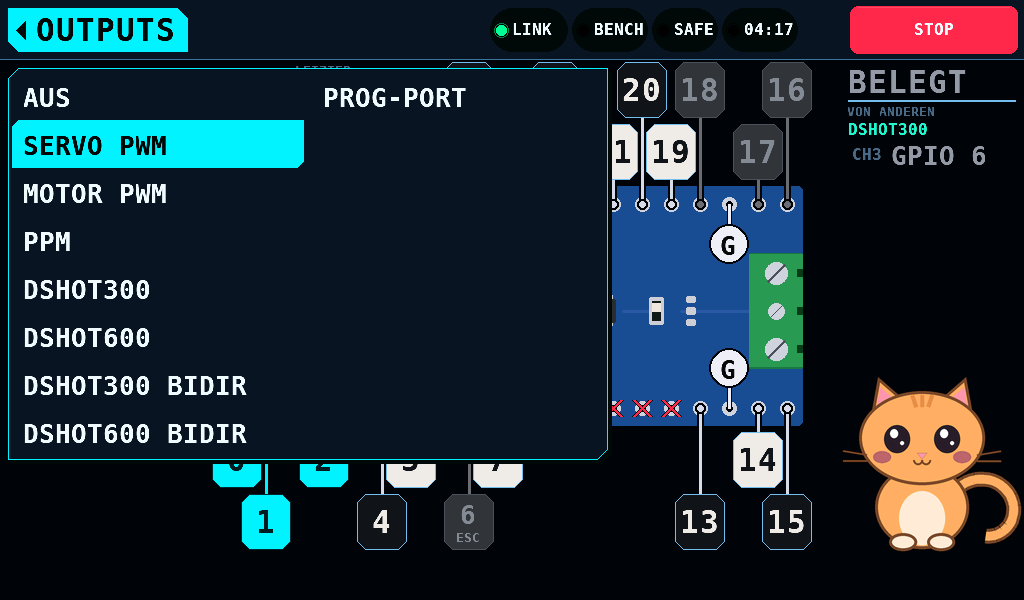 OUTPUTS
LINK
BENCH
SAFE
04:17
STOP
AUS
PROG-PORT
SERVO PWM
MOTOR PWM
PPM
DSHOT300
DSHOT600
DSHOT300 BIDIR
DSHOT600 BIDIR
20
18
16
19
17
G
G
BELEGT
VON ANDEREN
DSHOT300
CH3 GPIO 6
14
1
4
6
ESC
13
15